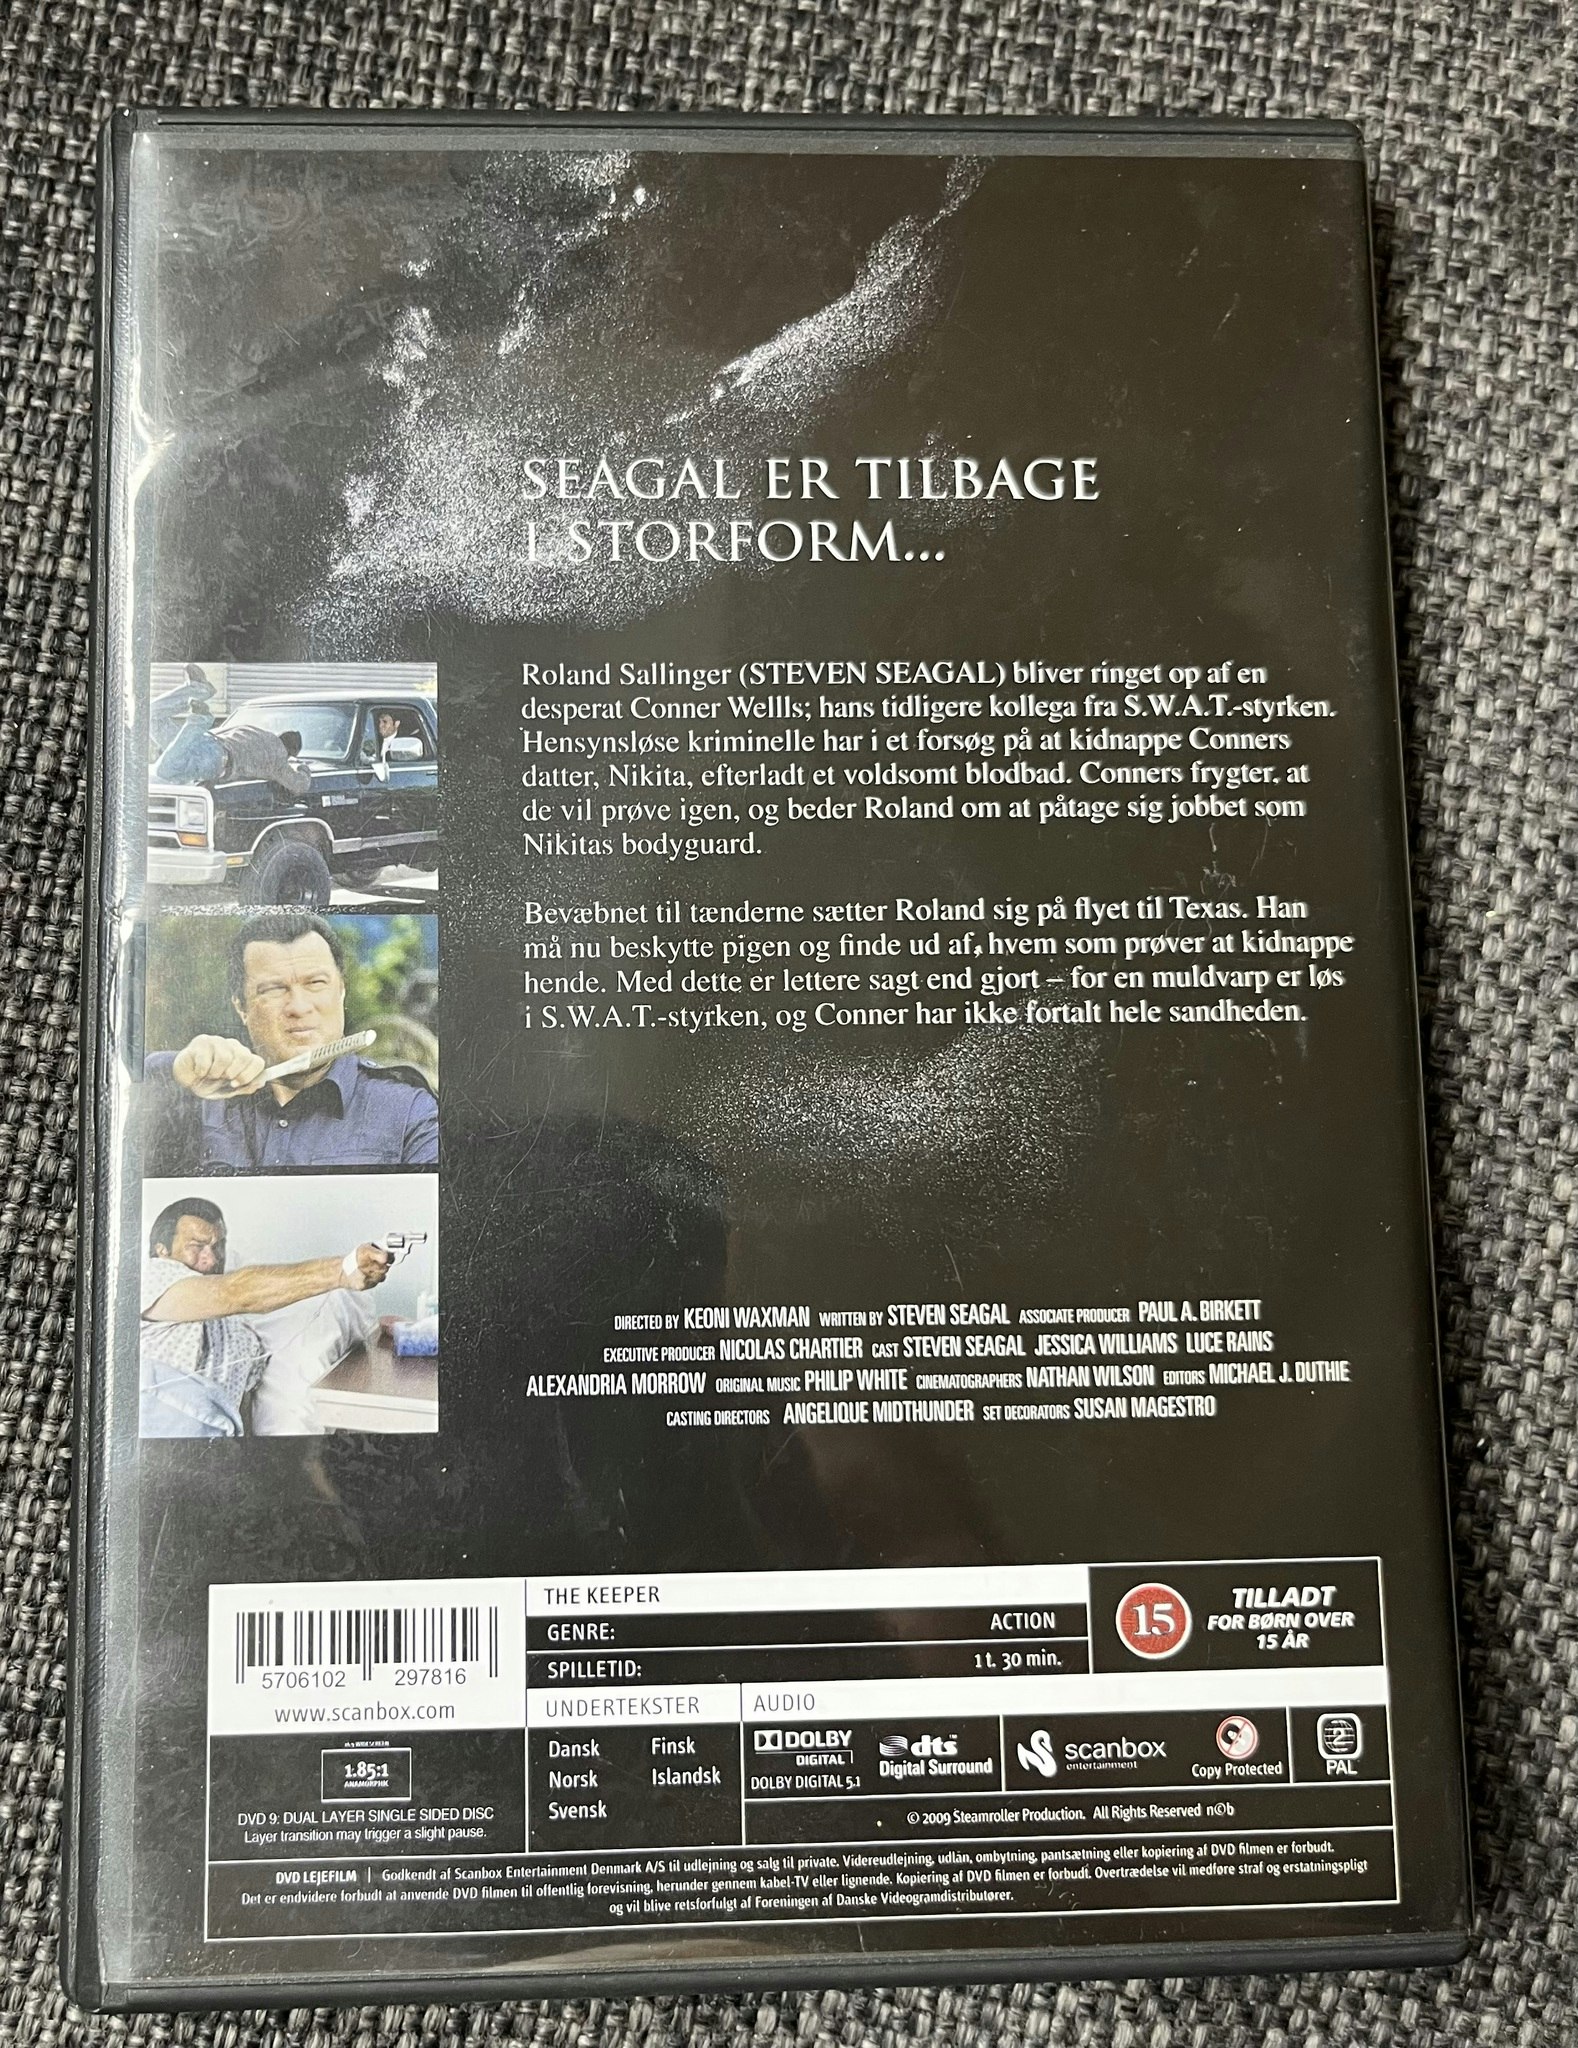 SEAGAL ER TILBAGE
I STORFORM...
Roland Sallinger (STEVEN SEAGAL) bliver ringet op af en
desperat Conner Wellls; hans tidligere kollega fra S.W.A.T.-styrken.
Hensynsløse kriminelle har i et forsøg på at kidnappe Conners
datter, Nikita, efterladt et voldsomt blodbad. Conners frygter, at
de vil prøve igen, og beder Roland om at påtage sig jobbet som
Nikitas bodyguard.
Bevæbnet til tænderne sætter Roland sig på flyet til Texas. Han
må nu beskytte pigen og finde ud af, hvem som prøver at kidnappe
hende. Med dette er lettere sagt end gjort – for en muldvarp er løs
i S.W.A.T.-styrken, og Conner har ikke fortalt hele sandheden.
DIRECTED BY KEONI WAXMAN WRITTEN BY STEVEN SEAGAL ASSOCIATE PRODUCER PAUL A. BIRKETT
EXECUTIVE PRODUCER NICOLAS CHARTIER CAST STEVEN SEAGAL JESSICA WILLIAMS LUCE RAINS
ALEXANDRIA MORROW ORIGINAL MUSIC PHILIP WHITE CINEMATOGRAPHERS NATHAN WILSON EDITORS MICHAEL J. DUTHIE
CASTING DIRECTORS ANGELIQUE MIDTHUNDER SET DECORATORS SUSAN MAGESTRO
5706102 297816
www.scanbox.com
THE KEEPER
GENRE: ACTION
SPILLETID: 1 t. 30 min.
15
TILLADT
FOR BØRN OVER
15 ÅR
UNDERTEKSTER
Dansk Finsk
Norsk Islandsk
Svensk
AUDIO
DOLBY
DIGITAL
DOLBY DIGITAL 5.1
dts
Digital Surround
scanbox
entertainment
Copy Protected
2
PAL
1.85:1
ANAMORPHIC
DVD 9: DUAL LAYER SINGLE SIDED DISC
Layer transition may trigger a slight pause.
© 2009 Steamroller Production. All Rights Reserved n©b
DVD LEJEFILM | Godkendt af Scanbox Entertainment Denmark A/S til udlejning og salg til private. Videreudlejning, udlån, ombytning, pantsætning eller kopiering af DVD filmen er forbudt.
Det er endvidere forbudt at anvende DVD filmen til offentlig forevisning, herunder gennem kabel-TV eller lignende. Kopiering af DVD filmen er forbudt. Overtrædelse vil medføre straf og erstatningspligt
og vil blive retsforfulgt af Foreningen af Danske Videogramdistributører.